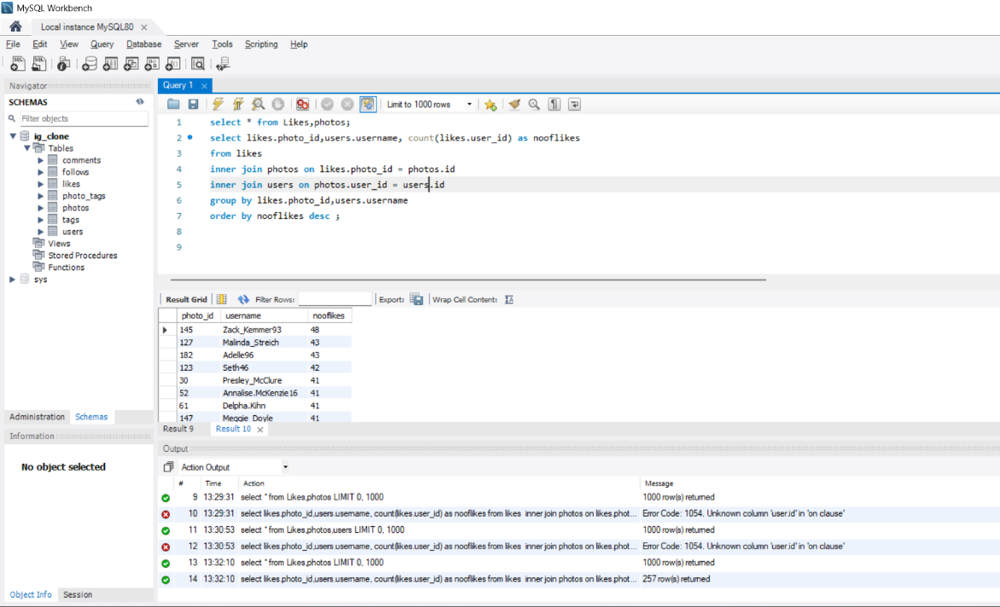 MySQL Workbench
Local instance MySQL80
File Edit View Query Database Server Tools Scripting Help
Navigator
SCHEMAS
Filter objects
ig_clone
Tables
comments
follows
likes
photo_tags
photos
tags
users
Views
Stored Procedures
Functions
sys
Administration Schemas
Information
No object selected
Object Info Session
Query 1
Limit to 1000 rows
1 select * from Likes,photos;
2 select likes.photo_id,users.username, count(likes.user_id) as nooflikes
3 from likes
4 inner join photos on likes.photo_id = photos.id
5 inner join users on photos.user_id = users.id
6 group by likes.photo_id,users.username
7 order by nooflikes desc ;
8
9
Result Grid Filter Rows: Export: Wrap Cell Content:
photo_id username nooflikes
145 Zack_Kemmer93 48
127 Malinda_Streich 43
182 Adelle96 43
123 Seth46 42
30 Presley_McClure 41
52 Annalise.McKenzie16 41
61 Delpha.Kihn 41
147 Meggie_Doyle 41
Result 9 Result 10
Output
Action Output
# Time Action Message
9 13:29:31 select * from Likes,photos LIMIT 0, 1000 1000 row(s) returned
10 13:29:31 select likes.photo_id,users.username, count(likes.user_id) as nooflikes from likes inner join photos on likes.phot... Error Code: 1054. Unknown column 'user.id' in 'on clause'
11 13:30:53 select * from Likes,photos,users LIMIT 0, 1000 1000 row(s) returned
12 13:30:53 select likes.photo_id,users.username, count(likes.user_id) as nooflikes from likes inner join photos on likes.phot... Error Code: 1054. Unknown column 'user.id' in 'on clause'
13 13:32:10 select * from Likes,photos LIMIT 0, 1000 1000 row(s) returned
14 13:32:10 select likes.photo_id,users.username, count(likes.user_id) as nooflikes from likes inner join photos on likes.phot... 257 row(s) returned